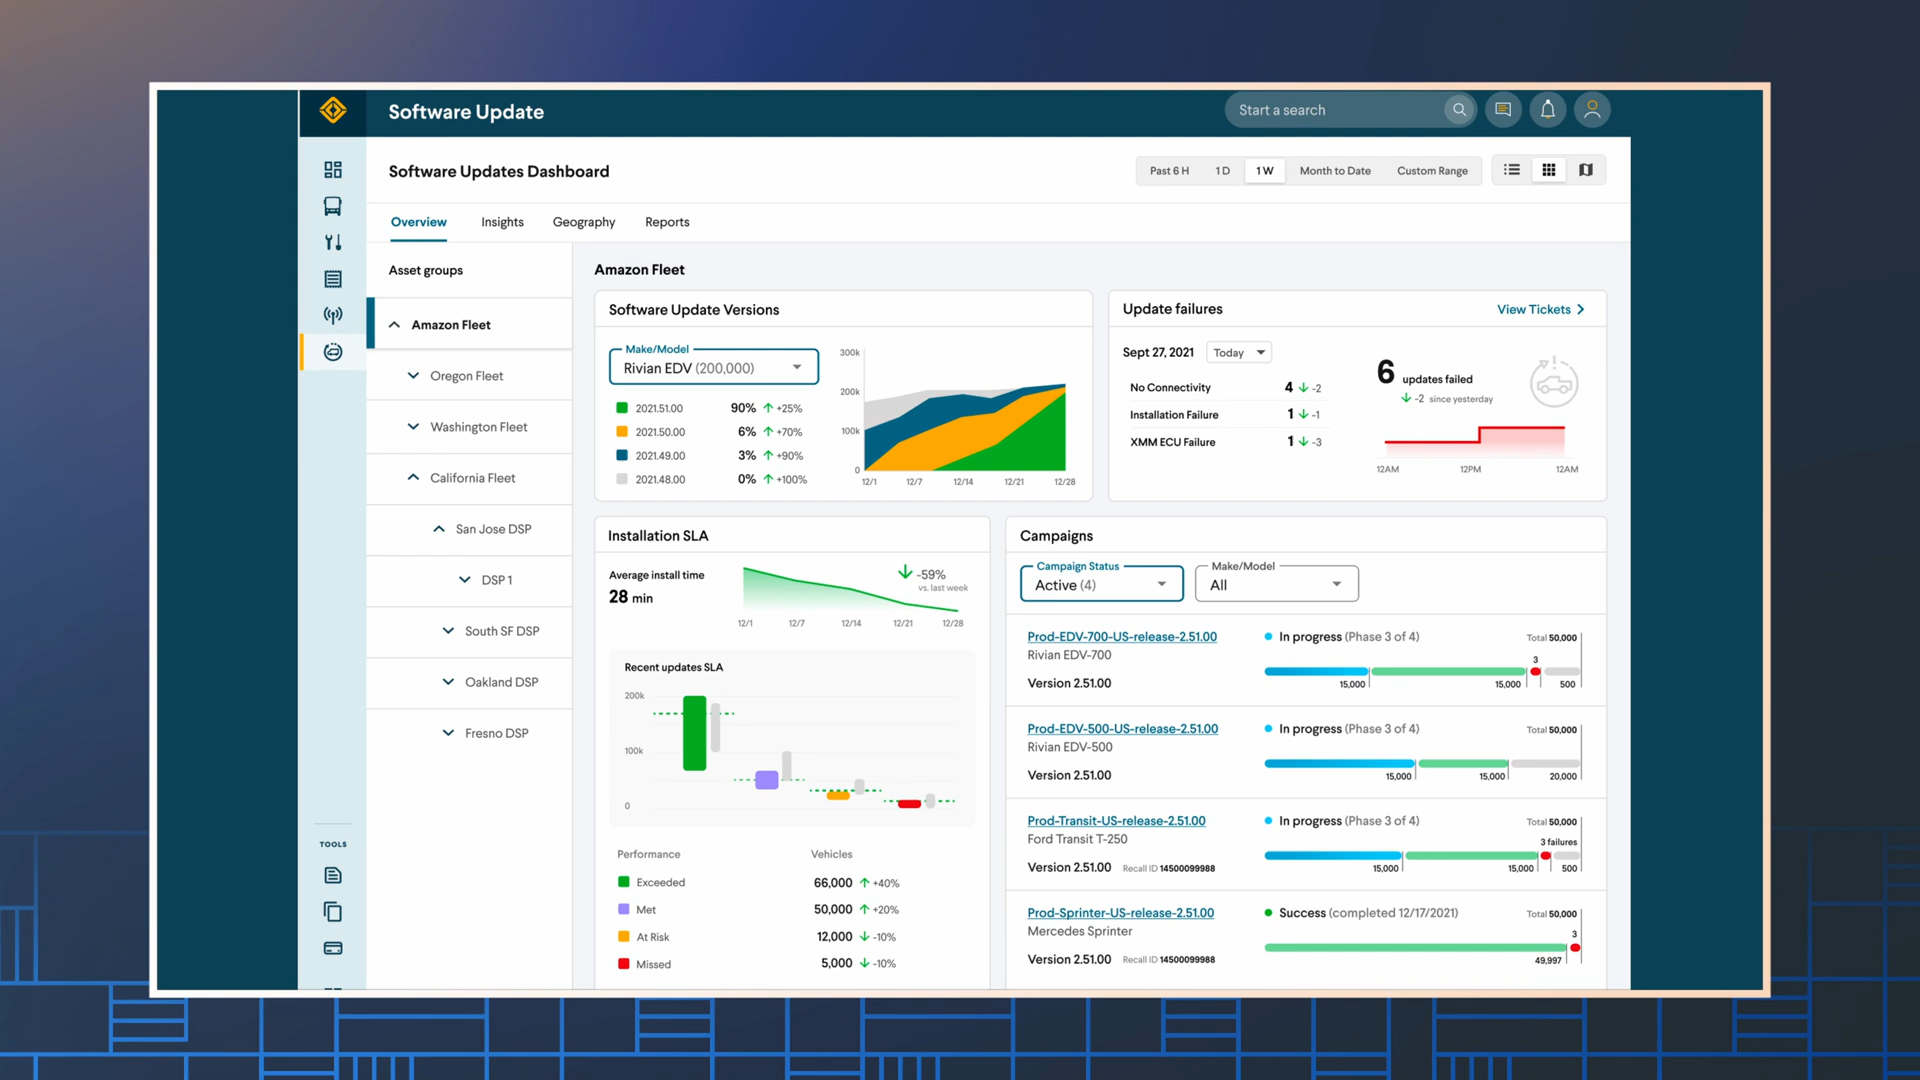 Software Update
Start a search
Software Updates Dashboard
Past 6 H 1 D 1 W Month to Date Custom Range
Overview Insights Geography Reports
Asset groups
Amazon Fleet
Oregon Fleet
Washington Fleet
California Fleet
San Jose DSP
DSP 1
South SF DSP
Oakland DSP
Fresno DSP
TOOLS
Amazon Fleet
Software Update Versions
Make/Model
Rivian EDV (200,000)
2021.51.00 90% +25%
2021.50.00 6% +70%
2021.49.00 3% +90%
2021.48.00 0% +100%
300k
200k
100k
0
12/1 12/7 12/14 12/21 12/28
Update failures
View Tickets
Sept 27, 2021 Today
No Connectivity 4 -2
Installation Failure 1 -1
XMM ECU Failure 1 -3
6 updates failed
-2 since yesterday
12AM 12PM 12AM
Installation SLA
Average install time
28 min
-59%
vs. last week
12/1 12/7 12/14 12/21 12/28
Recent updates SLA
200k
100k
0
Performance Vehicles
Exceeded 66,000 +40%
Met 50,000 +20%
At Risk 12,000 -10%
Missed 5,000 -10%
Campaigns
Campaign Status
Active (4)
Make/Model
All
Prod-EDV-700-US-release-2.51.00
Rivian EDV-700
Version 2.51.00
In progress (Phase 3 of 4)
Total 50,000
3
15,000 15,000 500
Prod-EDV-500-US-release-2.51.00
Rivian EDV-500
Version 2.51.00
In progress (Phase 3 of 4)
Total 50,000
15,000 15,000 20,000
Prod-Transit-US-release-2.51.00
Ford Transit T-250
Version 2.51.00 Recall ID 14500099988
In progress (Phase 3 of 4)
Total 50,000
3 failures
15,000 15,000 500
Prod-Sprinter-US-release-2.51.00
Mercedes Sprinter
Version 2.51.00 Recall ID 14500099988
Success (completed 12/17/2021)
Total 50,000
3
49,997